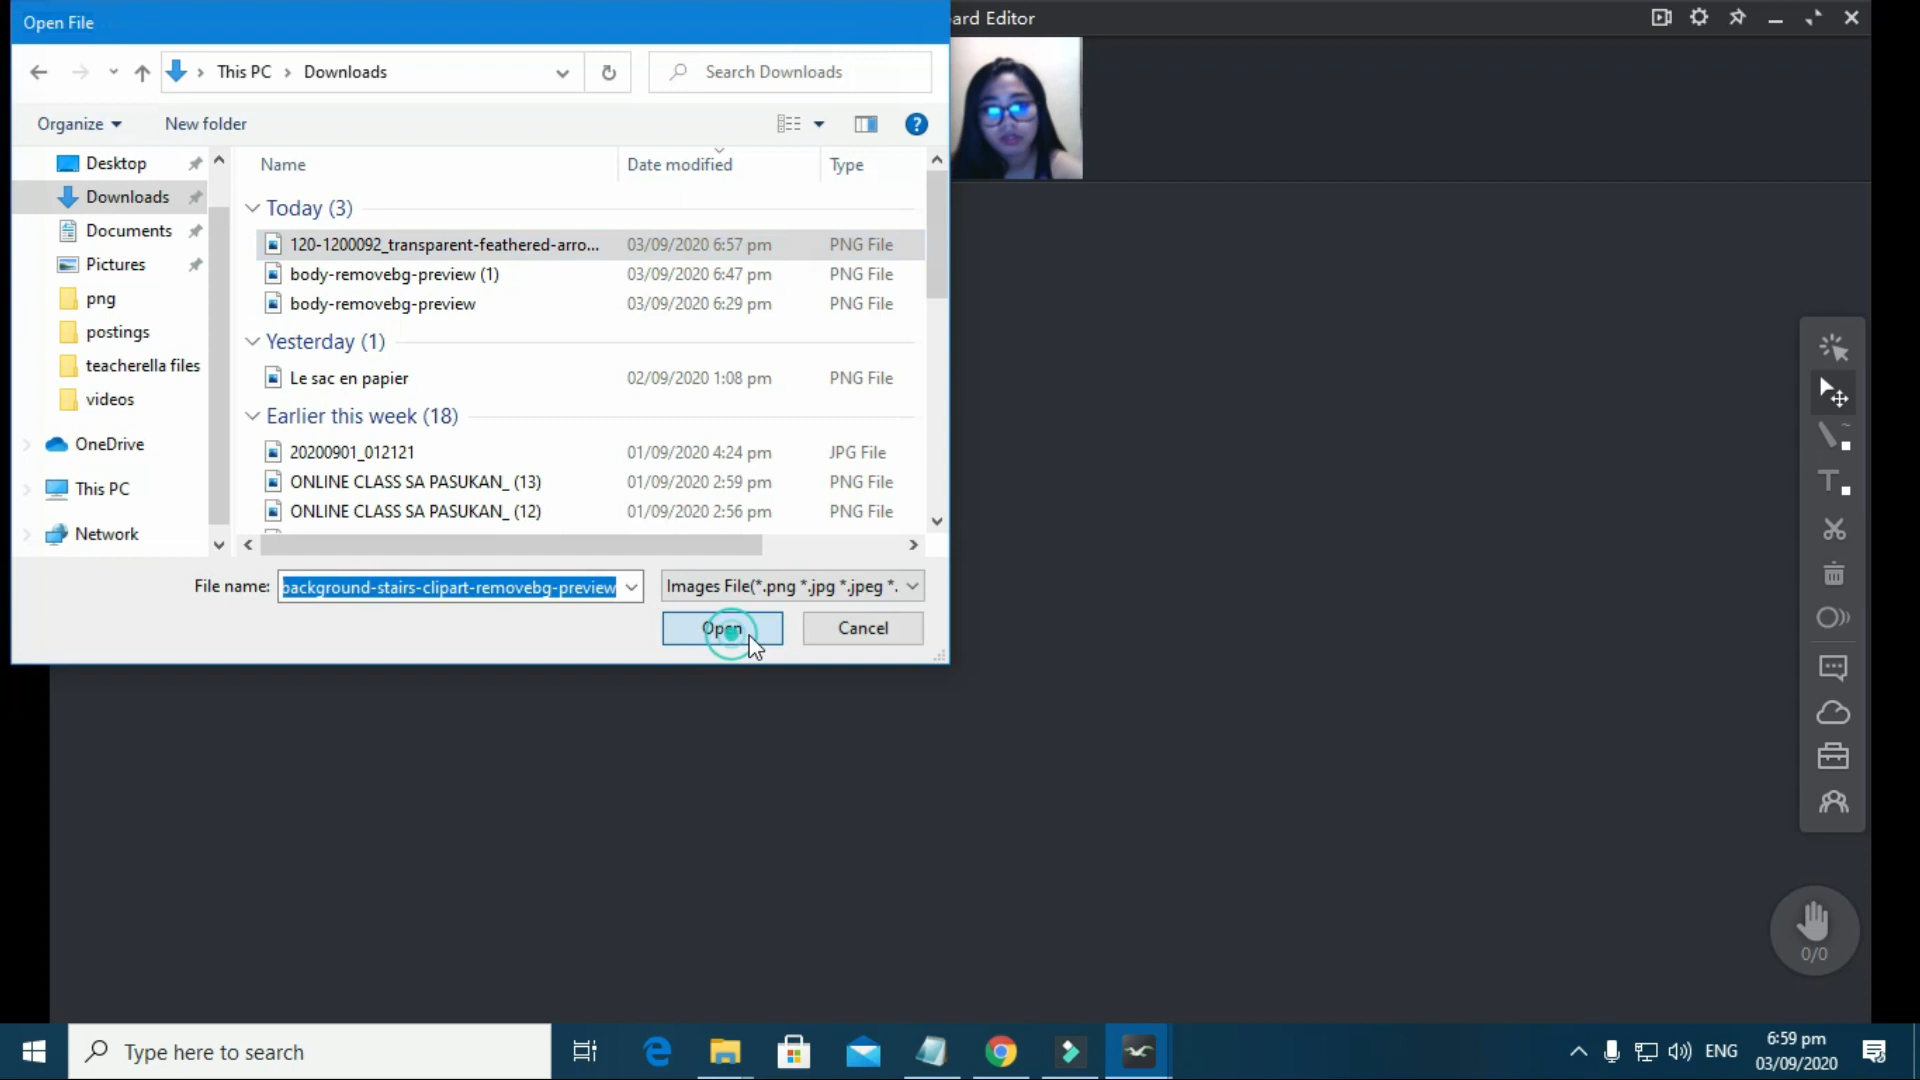 Open File
ard Editor
This PC > Downloads
Search Downloads
Organize
New folder
Name
Date modified
Type
Desktop
Downloads
Documents
Pictures
png
postings
teacherella files
videos
OneDrive
This PC
Network
Today (3)
120-1200092_transparent-feathered-arro... 03/09/2020 6:57 pm PNG File
body-removebg-preview (1) 03/09/2020 6:47 pm PNG File
body-removebg-preview 03/09/2020 6:29 pm PNG File
Yesterday (1)
Le sac en papier 02/09/2020 1:08 pm PNG File
Earlier this week (18)
20200901_012121 01/09/2020 4:24 pm JPG File
ONLINE CLASS SA PASUKAN_ (13) 01/09/2020 2:59 pm PNG File
ONLINE CLASS SA PASUKAN_ (12) 01/09/2020 2:56 pm PNG File
File name: background-stairs-clipart-removebg-preview
Images File(*.png *.jpg *.jpeg *.
Open
Cancel
0/0
Type here to search
ENG
6:59 pm
03/09/2020